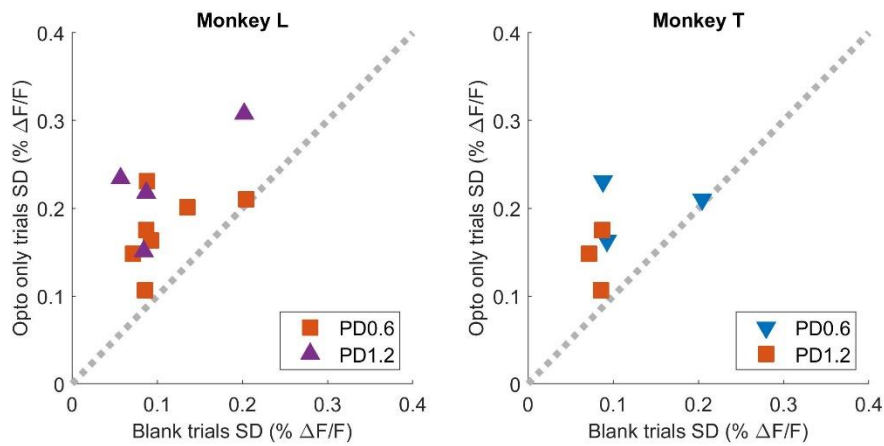 Monkey L
Opto only trials SD (% ΔF/F)
0.4
0.3
0.2
0.1
0
PD0.6
PD1.2
0 0.1 0.2 0.3 0.4
Blank trials SD (% ΔF/F)
Monkey T
Opto only trials SD (% ΔF/F)
0.4
0.3
0.2
0.1
0
PD0.6
PD1.2
0 0.1 0.2 0.3 0.4
Blank trials SD (% ΔF/F)